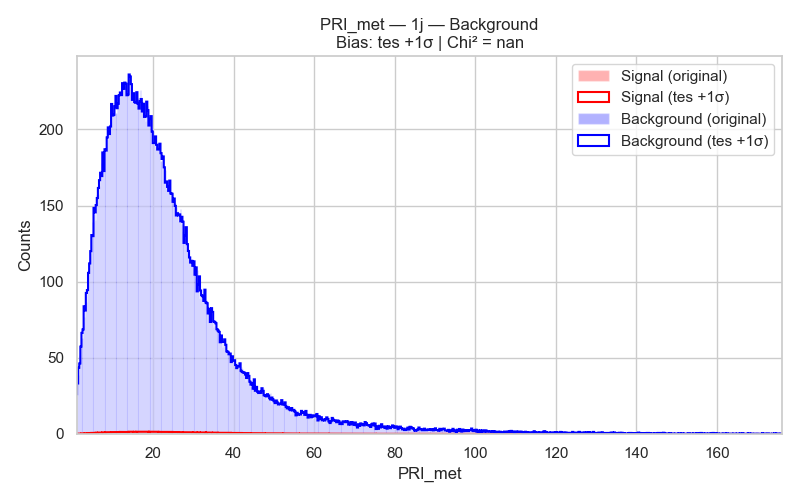 PRI_met — 1j — Background
Bias: tes +1σ | Chi² = nan
Signal (original)
Signal (tes +1σ)
Background (original)
Background (tes +1σ)
Counts
200
150
100
50
0
20
40
60
80
100
120
140
160
PRI_met